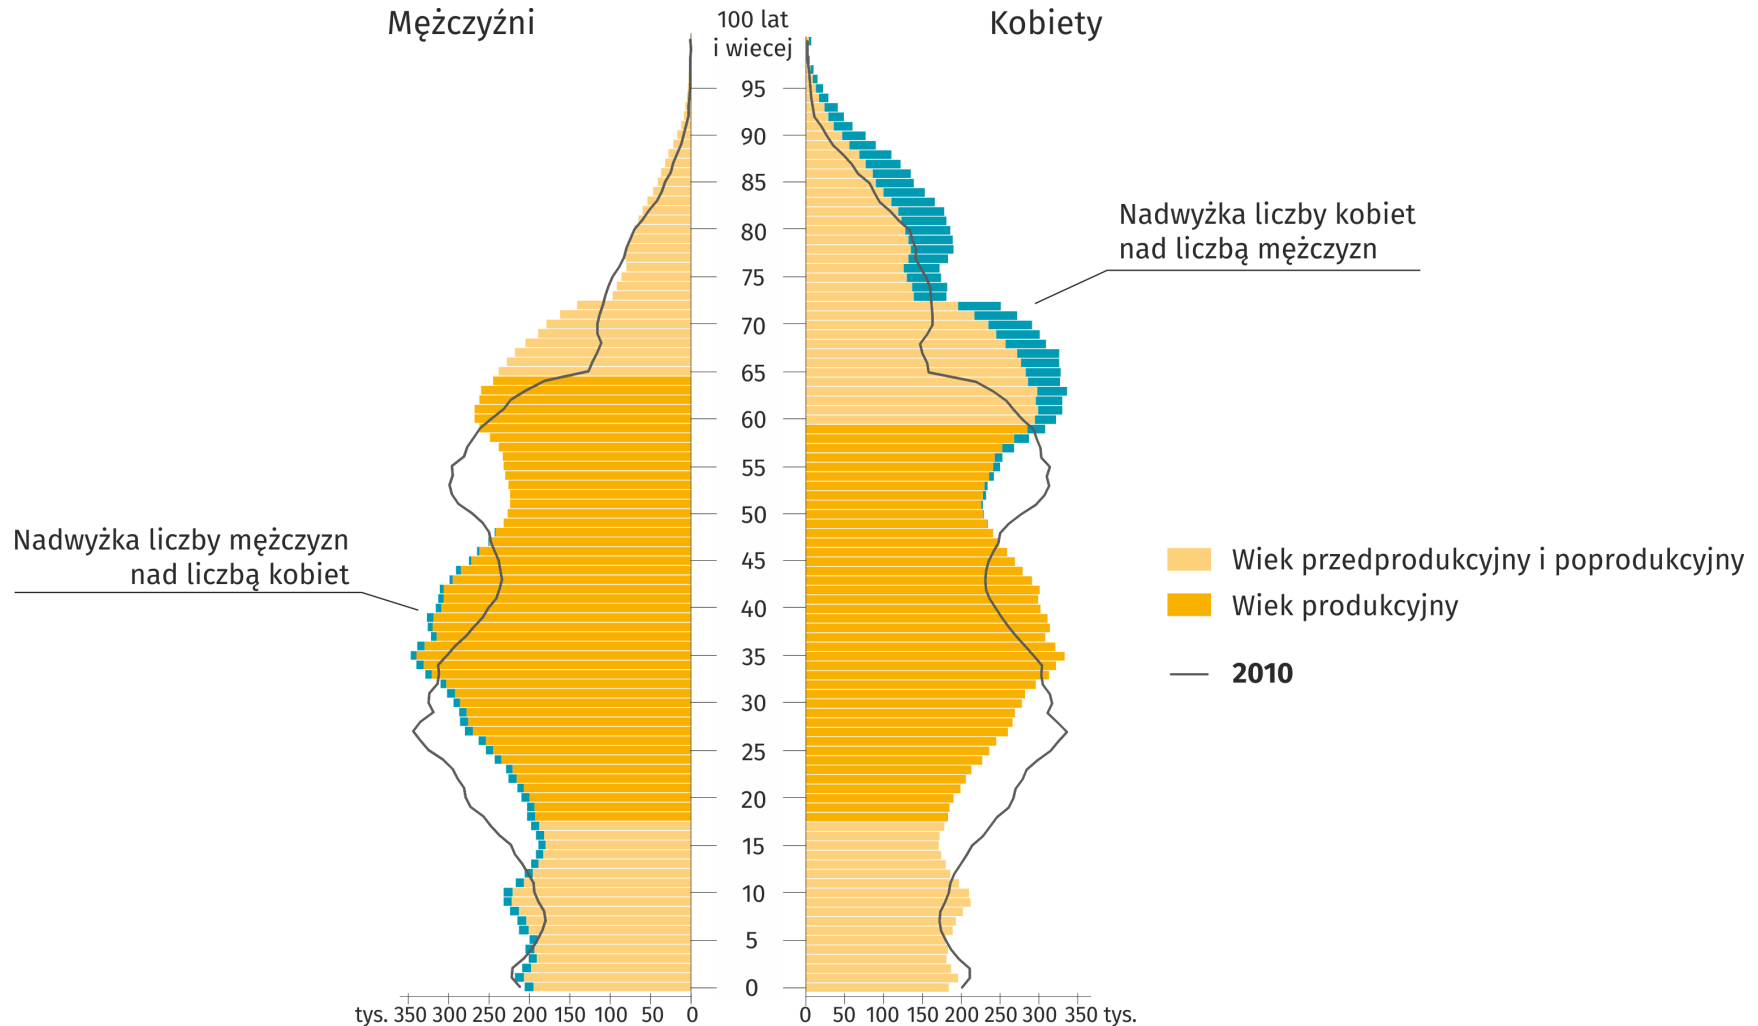 Mężczyźni
100 lat
i wiecej
Kobiety
95
90
85
80
75
70
65
60
55
50
45
40
35
30
25
20
15
10
5
0
Nadwyżka liczby kobiet
nad liczbą mężczyzn
Nadwyżka liczby mężczyzn
nad liczbą kobiet
Wiek przedprodukcyjny i poprodukcyjny
Wiek produkcyjny
2010
tys. 350 300 250 200 150 100 50 0
0 50 100 150 200 250 300 350 tys.